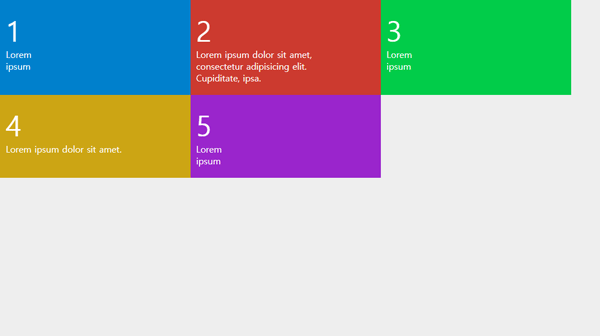 1
Lorem
ipsum
2
Lorem ipsum dolor sit amet,
consectetur adipisicing elit.
Cupiditate, ipsa.
3
Lorem
ipsum
4
Lorem ipsum dolor sit amet.
5
Lorem
ipsum